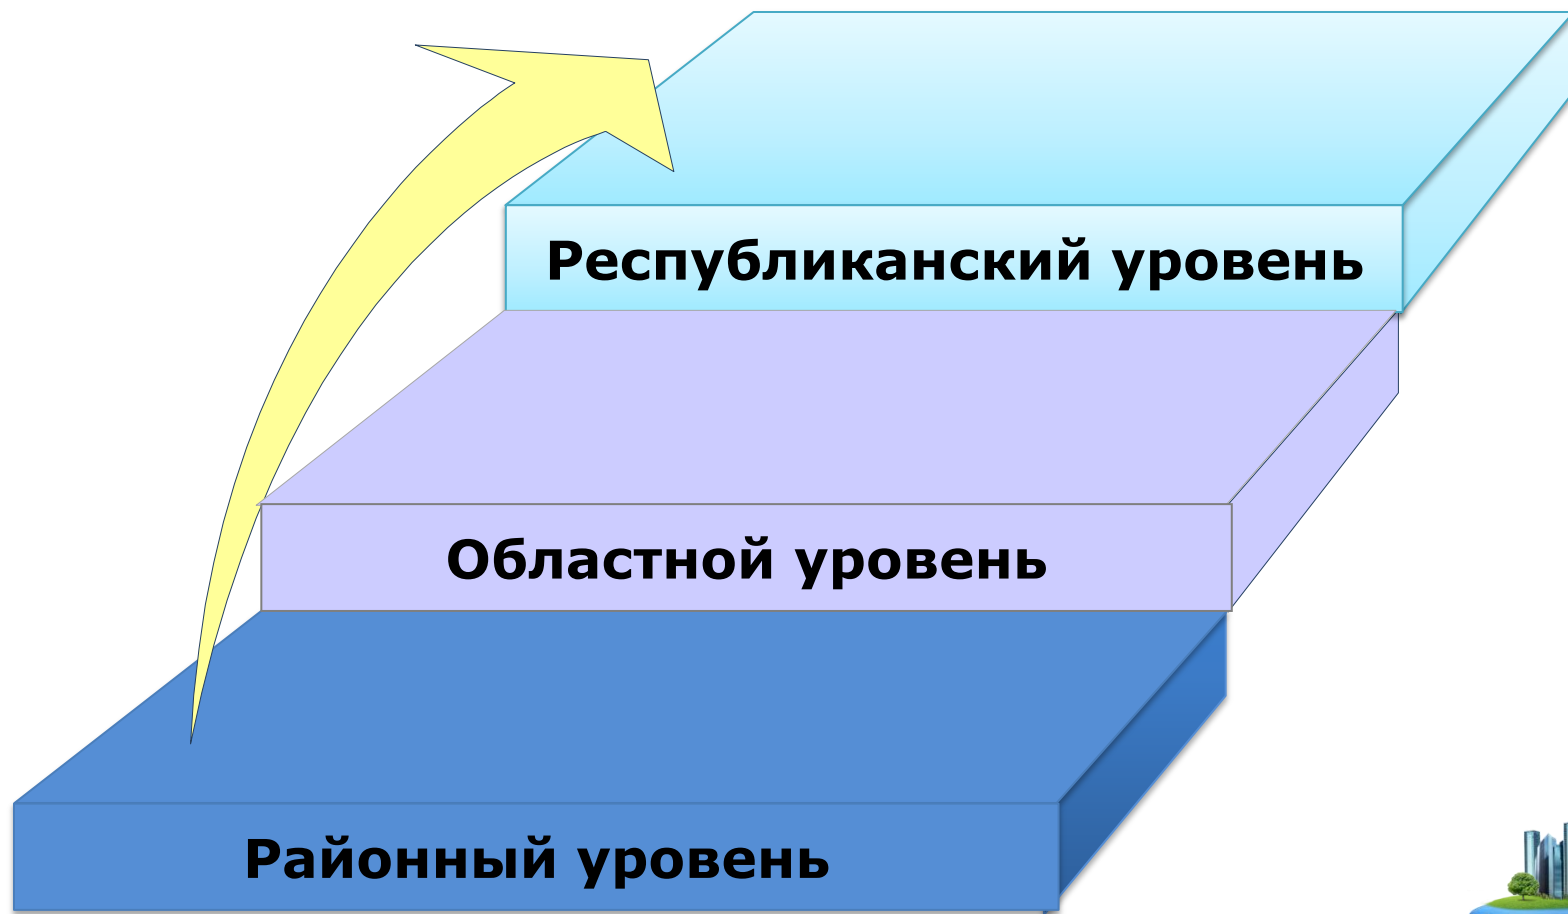 Республиканский уровень
Областной уровень
Районный уровень